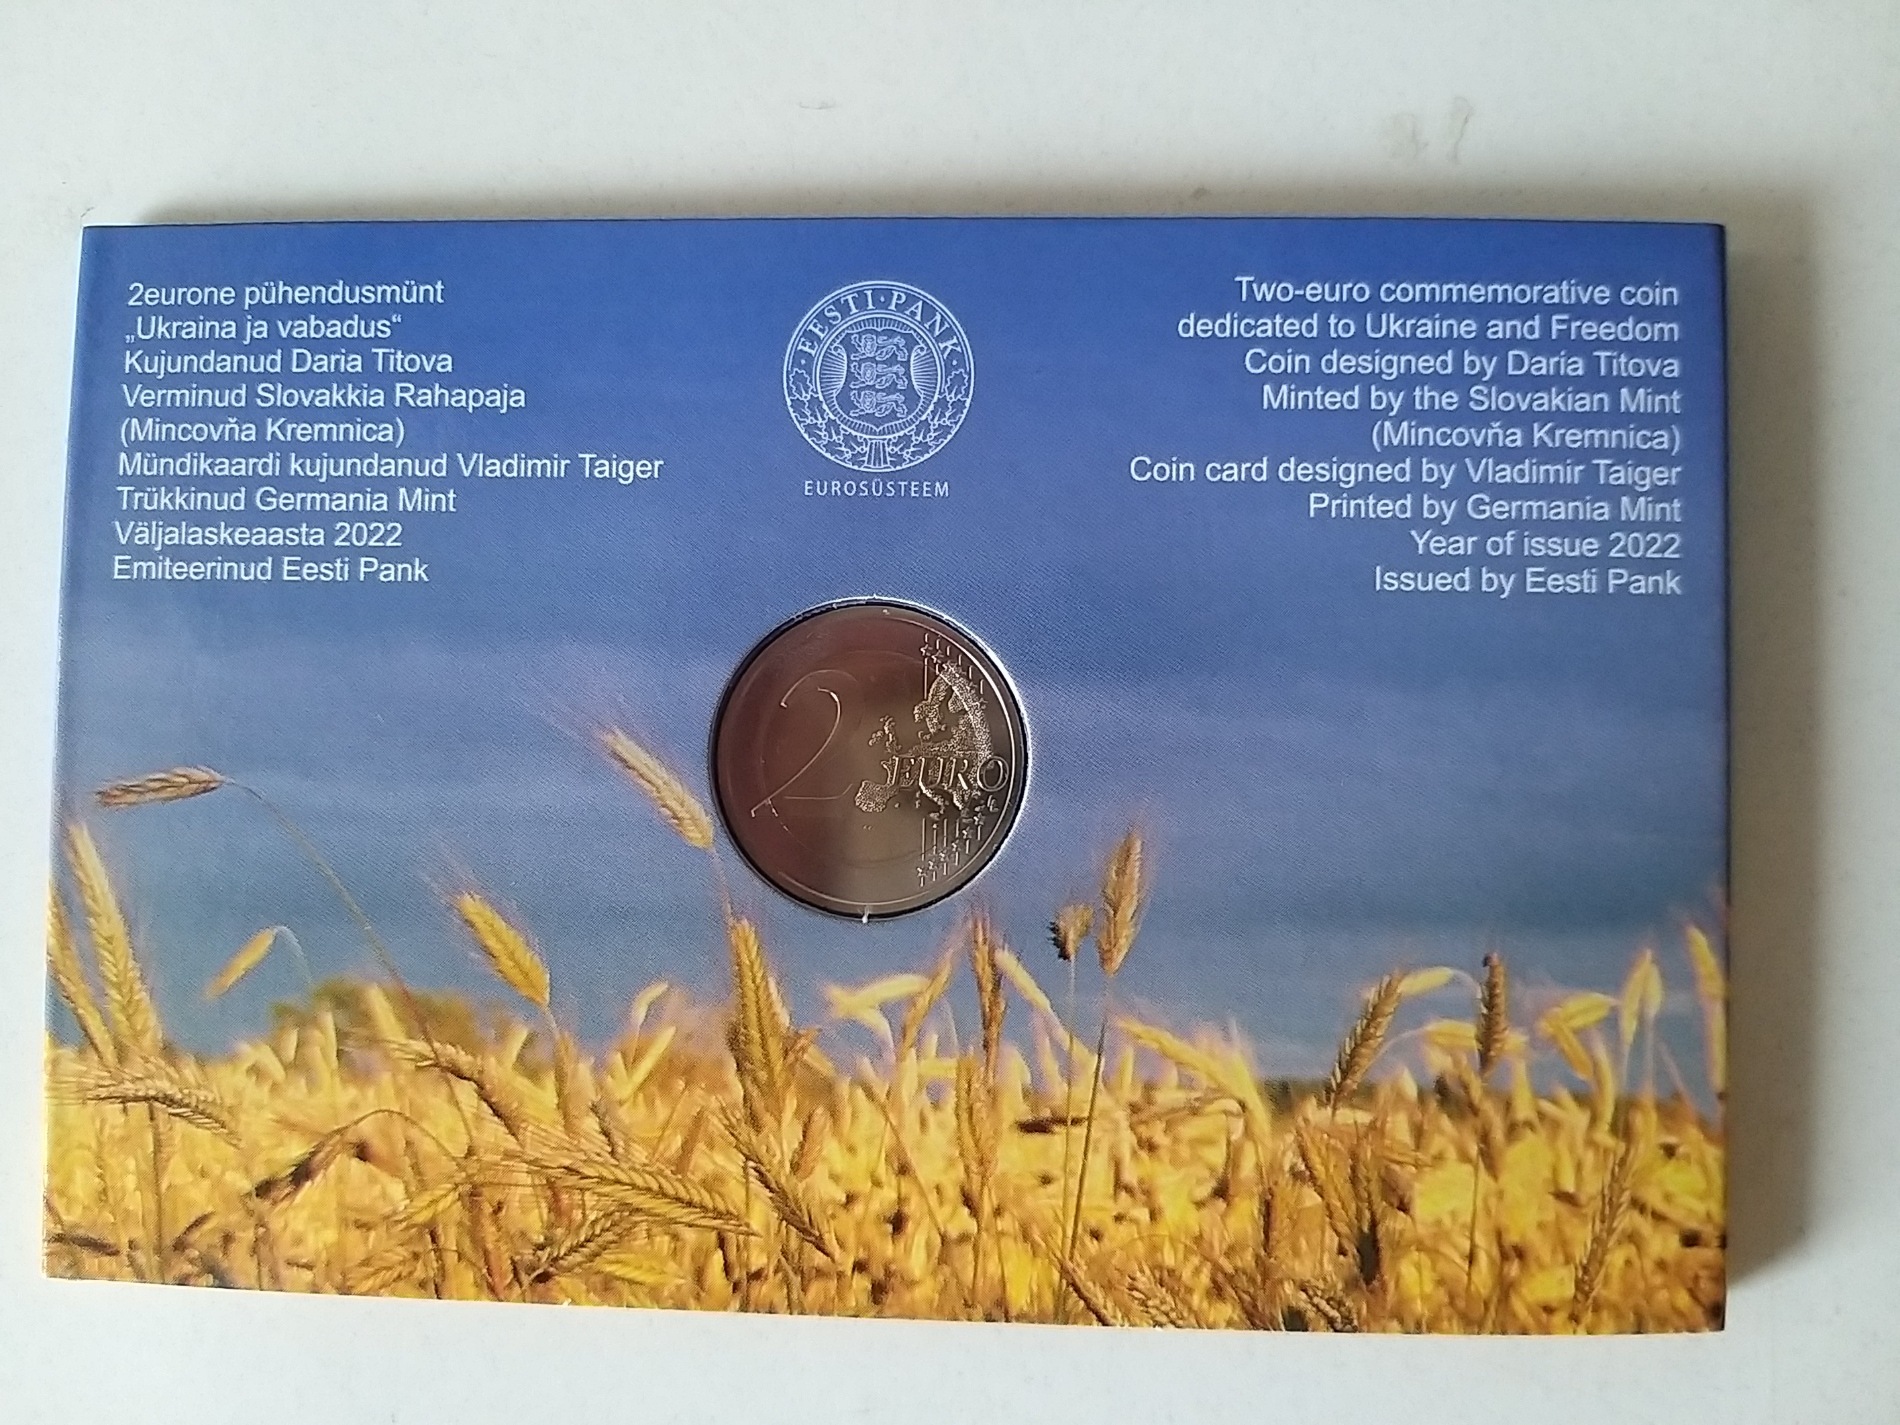 2eurone pühendusmünt
„Ukraina ja vabadus“
Kujundanud Daria Titova
Verminud Slovakkia Rahapaja
(Mincovňa Kremnica)
Mündikaardi kujundanud Vladimir Taiger
Trükkinud Germania Mint
Väljalaskeaasta 2022
Emiteerinud Eesti Pank
EESTI·PANK
EUROSÜSTEEM
Two-euro commemorative coin
dedicated to Ukraine and Freedom
Coin designed by Daria Titova
Minted by the Slovakian Mint
(Mincovňa Kremnica)
Coin card designed by Vladimir Taiger
Printed by Germania Mint
Year of issue 2022
Issued by Eesti Pank
2 EURO
LL